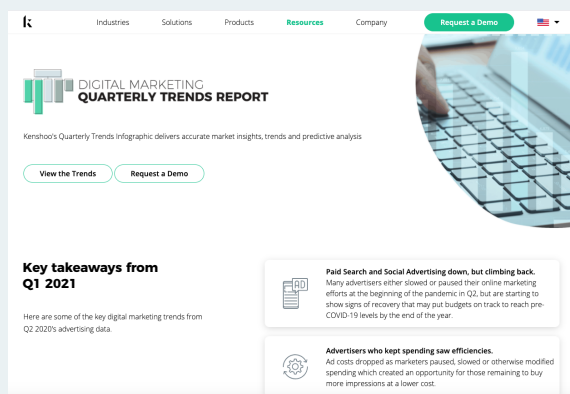 Industries
Solutions
Products
Resources
Company
Request a Demo
DIGITAL MARKETING
QUARTERLY TRENDS REPORT
Kenshoo's Quarterly Trends Infographic delivers accurate market insights, trends and predictive analysis
View the Trends
Request a Demo
Key takeaways from
Q1 2021
Here are some of the key digital marketing trends from
Q2 2020's advertising data.
AD
Paid Search and Social Advertising down, but climbing back.
Many advertisers either slowed or paused their online marketing
efforts at the beginning of the pandemic in Q2, but are starting to
show signs of recovery that may put budgets on track to reach pre-
COVID-19 levels by the end of the year.
Advertisers who kept spending saw efficiencies.
Ad costs dropped as marketers paused, slowed or otherwise modified
spending which created an opportunity for those remaining to buy
more impressions at a lower cost.